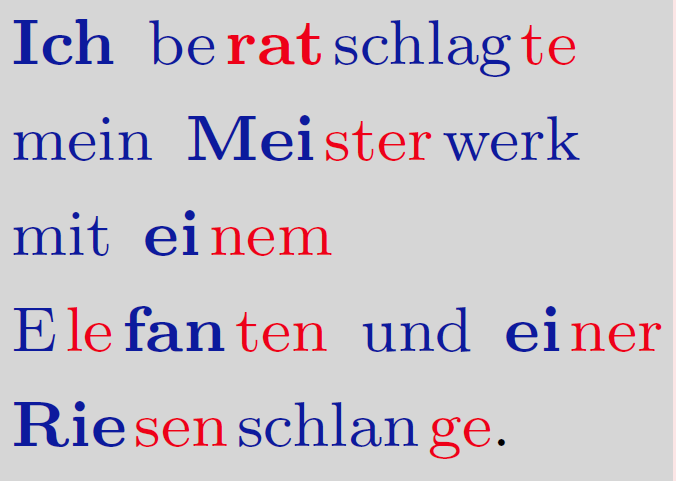 Ich beratschlagte
mein Meisterwerk
mit einem
Elefanten und einer
Riesenschlange.